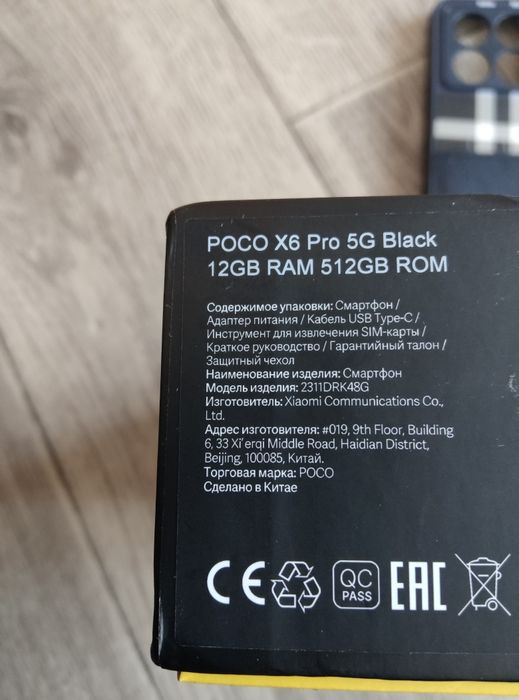 POCO X6 Pro 5G Black
12GB RAM 512GB ROM
Содержимое упаковки: Смартфон /
Адаптер питания / Кабель USB Type-C /
Инструмент для извлечения SIM-карты /
Краткое руководство / Гарантийный талон /
Защитный чехол
Наименование изделия: Смартфон
Модель изделия: 2311DRK48G
Изготовитель: Xiaomi Communications Co.,
Ltd.
Адрес изготовителя: #019, 9th Floor, Building
6, 33 Xi'erqi Middle Road, Haidian District,
Beijing, 100085, Китай.
Торговая марка: POCO
Сделано в Китае
CE QC PASS EAC